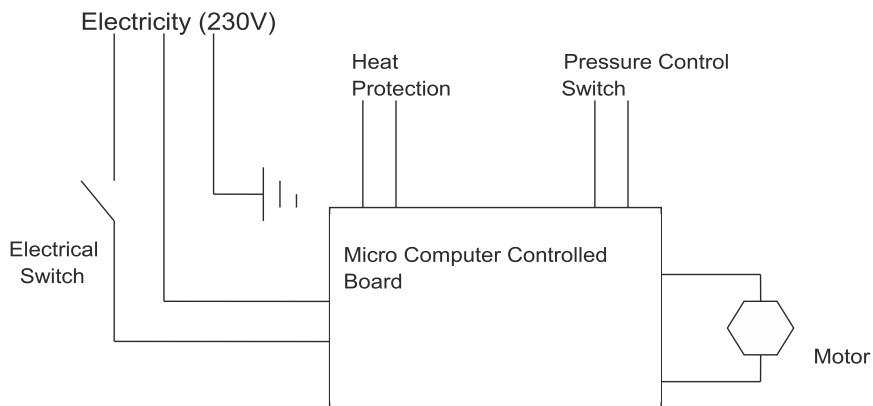 Electricity (230V)
Heat
Protection
Pressure Control
Switch
Electrical
Switch
Micro Computer Controlled
Board
Motor